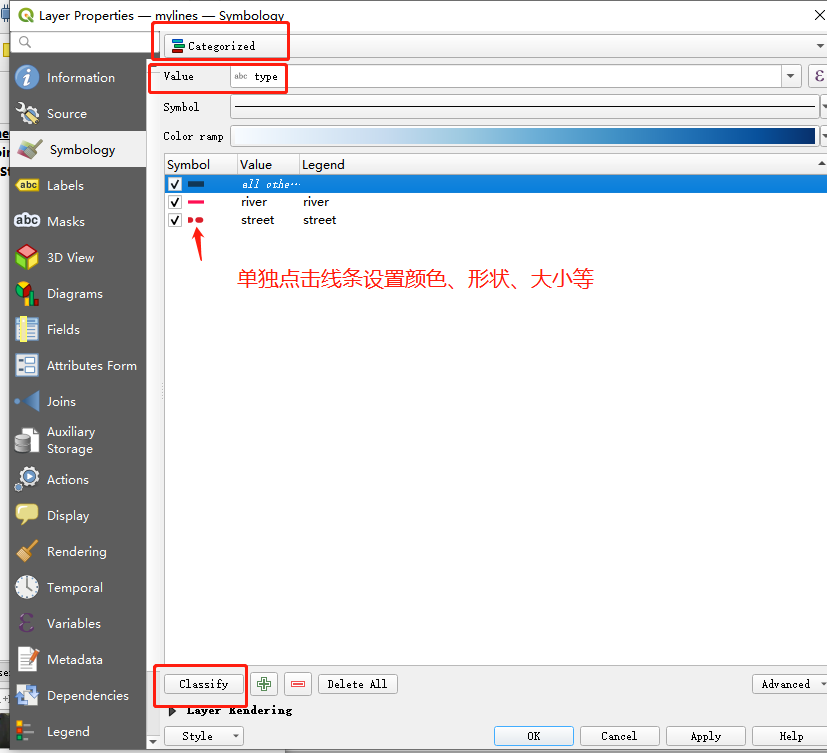 Layer Properties — mylines — Symbology
Categorized
Information
Source
Symbology
Labels
Masks
3D View
Diagrams
Fields
Attributes Form
Joins
Auxiliary
Storage
Actions
Display
Rendering
Temporal
Variables
Metadata
Dependencies
Legend
Value abc type ε
Symbol
Color ramp
Symbol Value Legend
all othe…
river river
street street
单独点击线条设置颜色、形状、大小等
Classify Delete All Advanced
Layer Rendering
Style OK Cancel Apply Help